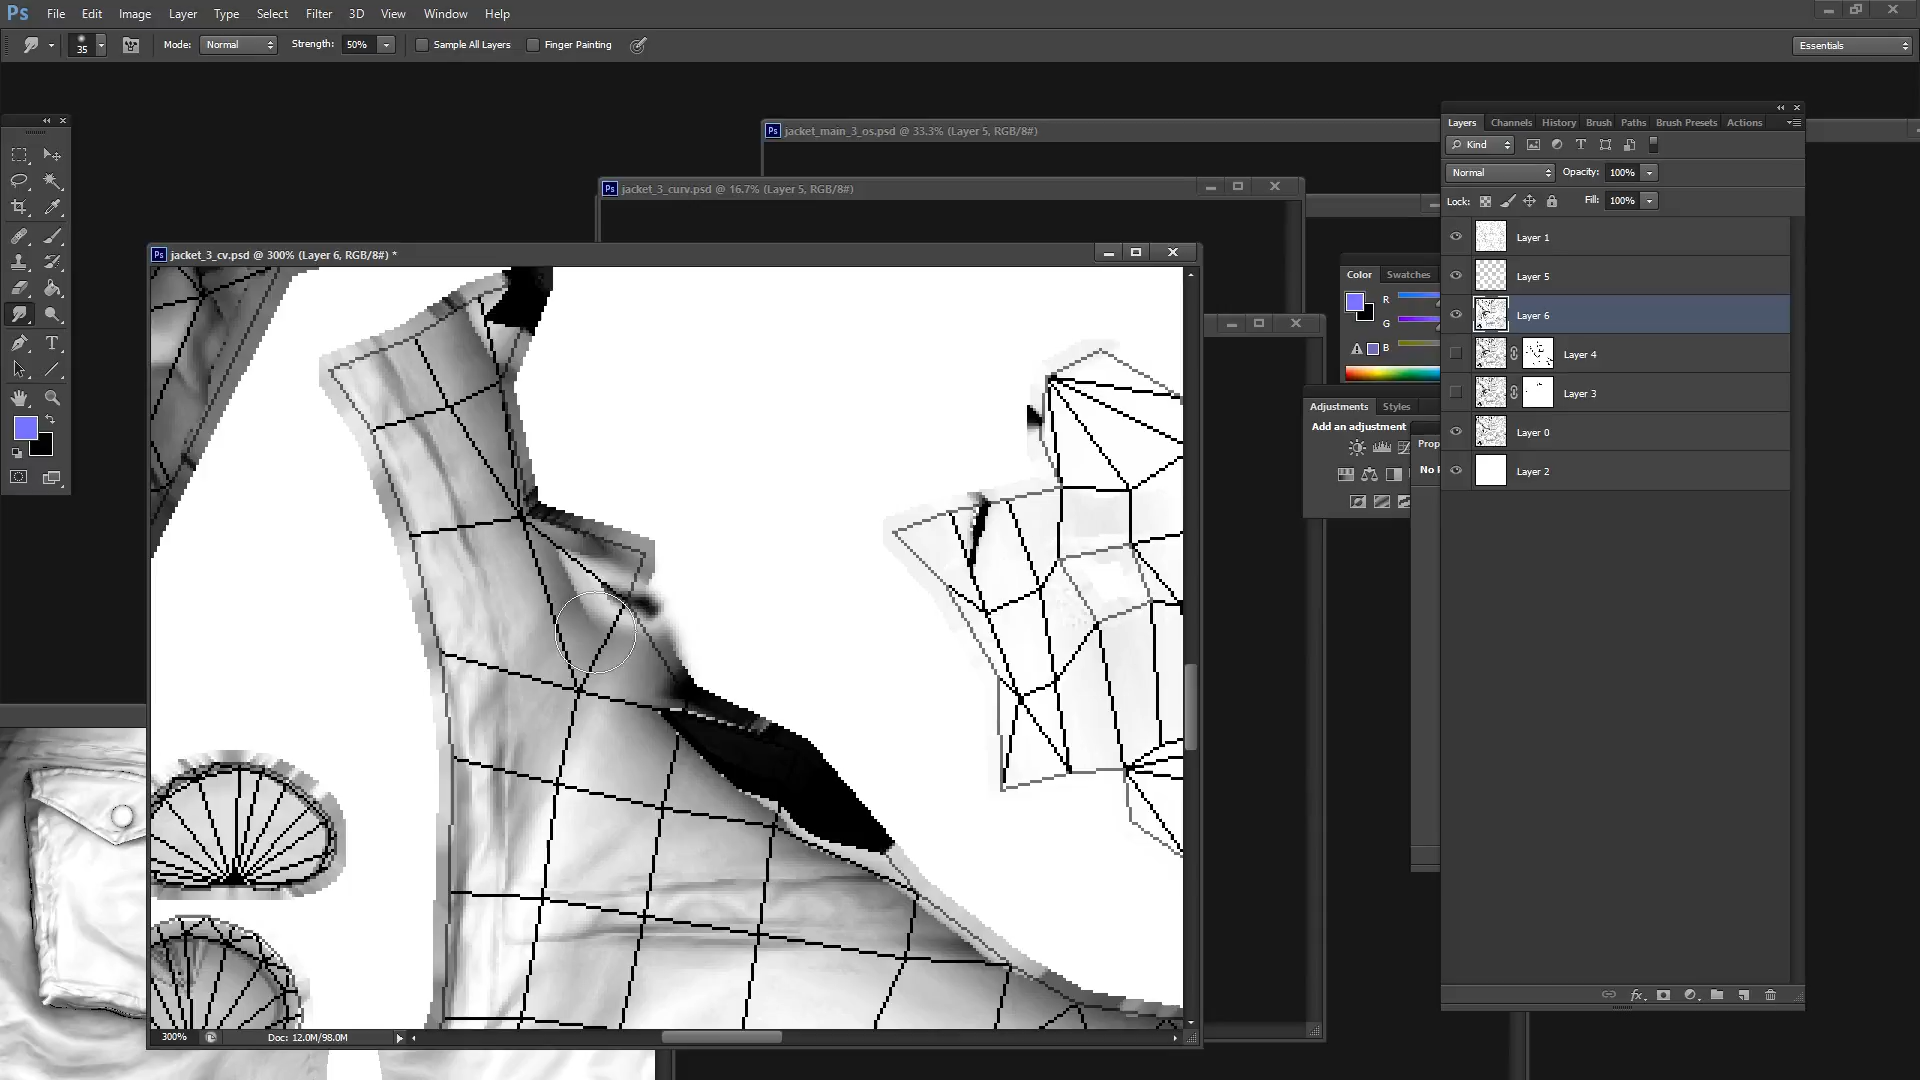 Ps File Edit Image Layer Type Select Filter 3D View Window Help
35 Mode: Normal Strength: 50% Sample All Layers Finger Painting Essentials
Ps jacket_main_3_os.psd @ 33.3% (Layer 5, RGB/8#)
Layers Channels History Brush Paths Brush Presets Actions
Kind T
Normal Opacity: 100%
Ps jacket_3_curv.psd @ 16.7% (Layer 5, RGB/8#)
Lock: Fill: 100%
Layer 1
Ps jacket_3_cv.psd @ 300% (Layer 6, RGB/8#) *
Color Swatches
Layer 5
R
Layer 6
G
T
B
Layer 4
Layer 3
Adjustments Styles
Add an adjustment
Layer 0
Prop
No
Layer 2
fx
300% Doc: 12.0M/98.0M